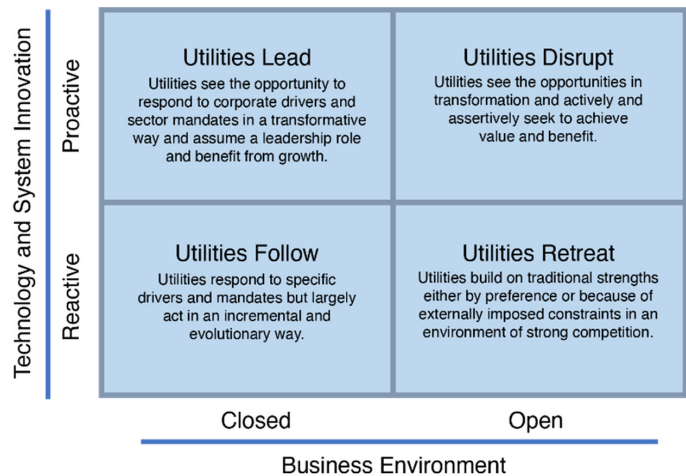 Technology and System Innovation
Proactive
Utilities Lead
Utilities see the opportunity to
respond to corporate drivers and
sector mandates in a transformative
way and assume a leadership role
and benefit from growth.
Utilities Disrupt
Utilities see the opportunities in
transformation and actively and
assertively seek to achieve
value and benefit.
Reactive
Utilities Follow
Utilities respond to specific
drivers and mandates but largely
act in an incremental and
evolutionary way.
Utilities Retreat
Utilities build on traditional strengths
either by preference or because of
externally imposed constraints in an
environment of strong competition.
Closed
Open
Business Environment